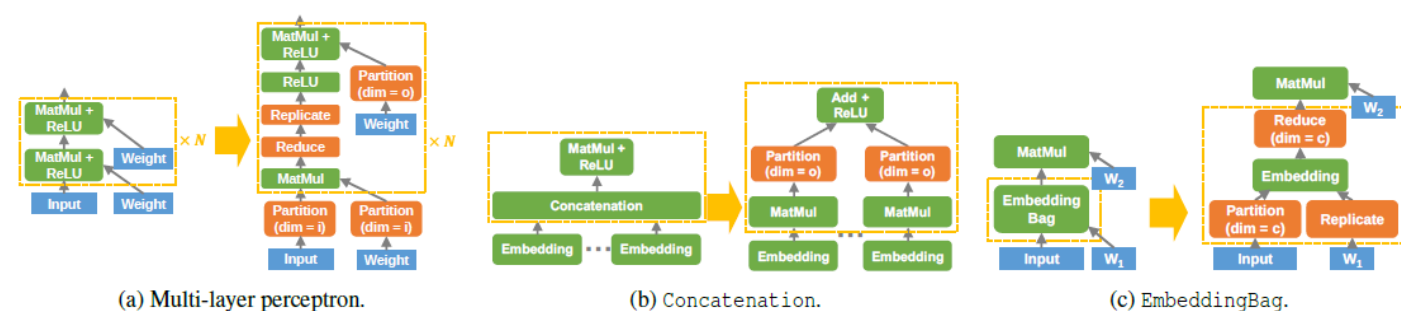 MatMul +
ReLU
MatMul +
ReLU
Weight
Input
Weight
× N
MatMul +
ReLU
ReLU
Partition
(dim = o)
Replicate
Weight
Reduce
MatMul
Partition
(dim = i)
Partition
(dim = i)
Input
Weight
× N
(a) Multi-layer perceptron.
MatMul +
ReLU
Concatenation
Embedding
...
Embedding
Add +
ReLU
Partition
(dim = o)
Partition
(dim = o)
MatMul
MatMul
...
Embedding
Embedding
(b) Concatenation.
MatMul
W2
Embedding
Bag
Input
W1
MatMul
W2
Reduce
(dim = c)
Embedding
Partition
(dim = c)
Replicate
Input
W1
(c) EmbeddingBag.